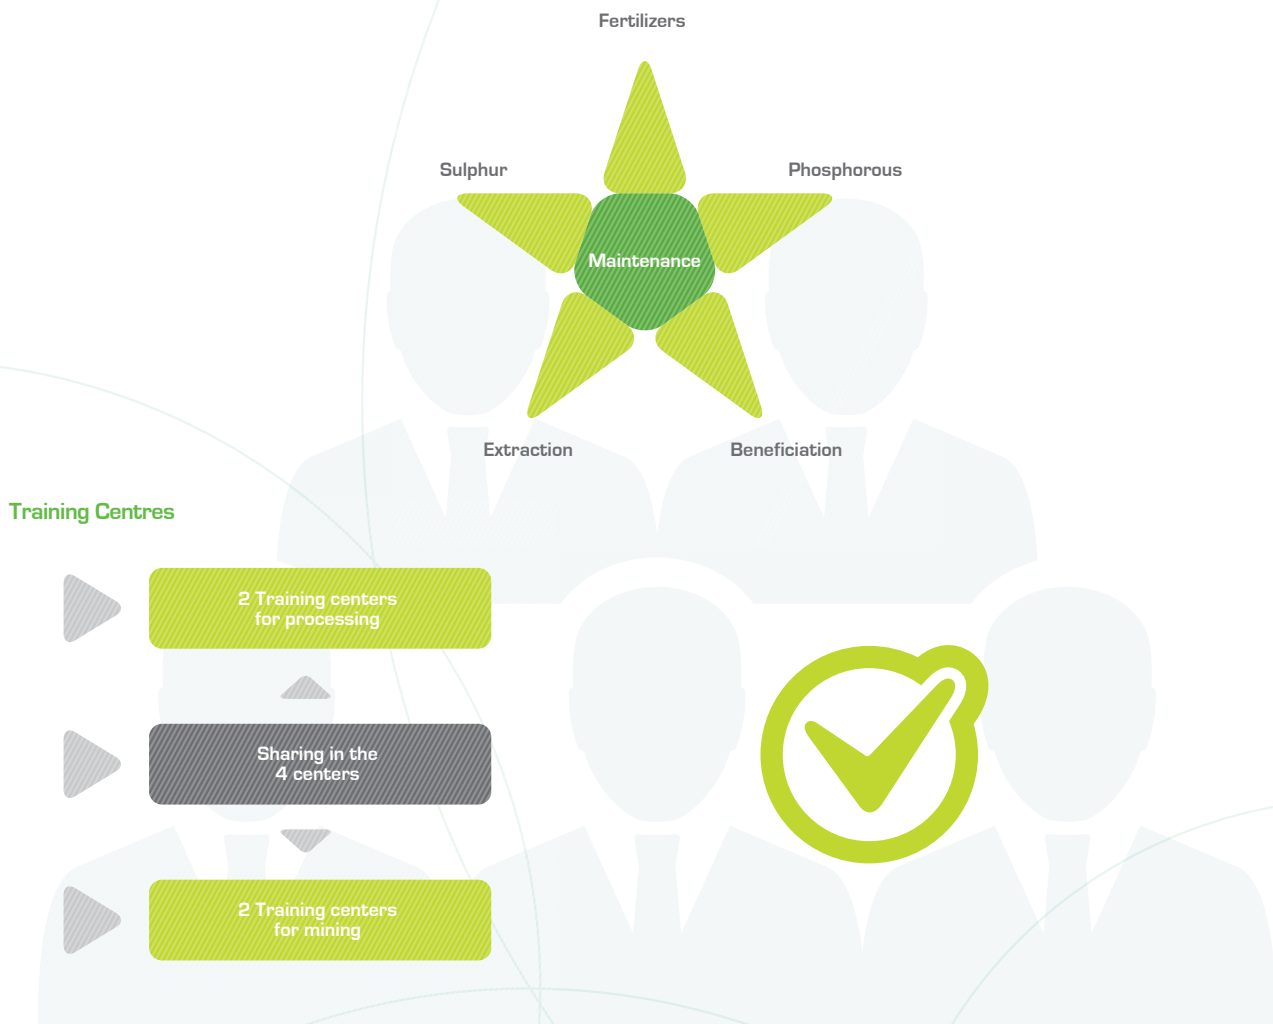 Fertilizers
Sulphur
Phosphorous
Maintenance
Extraction
Beneficiation
Training Centres
2 Training centers
for processing
Sharing in the
4 centers
2 Training centers
for mining